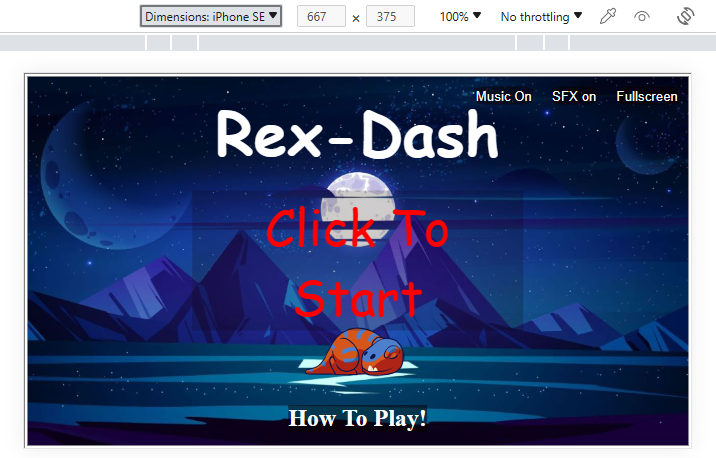 Dimensions: iPhone SE 667 × 375 100% No throttling
Music On SFX on Fullscreen
Rex-Dash
Click To
Start
How To Play!